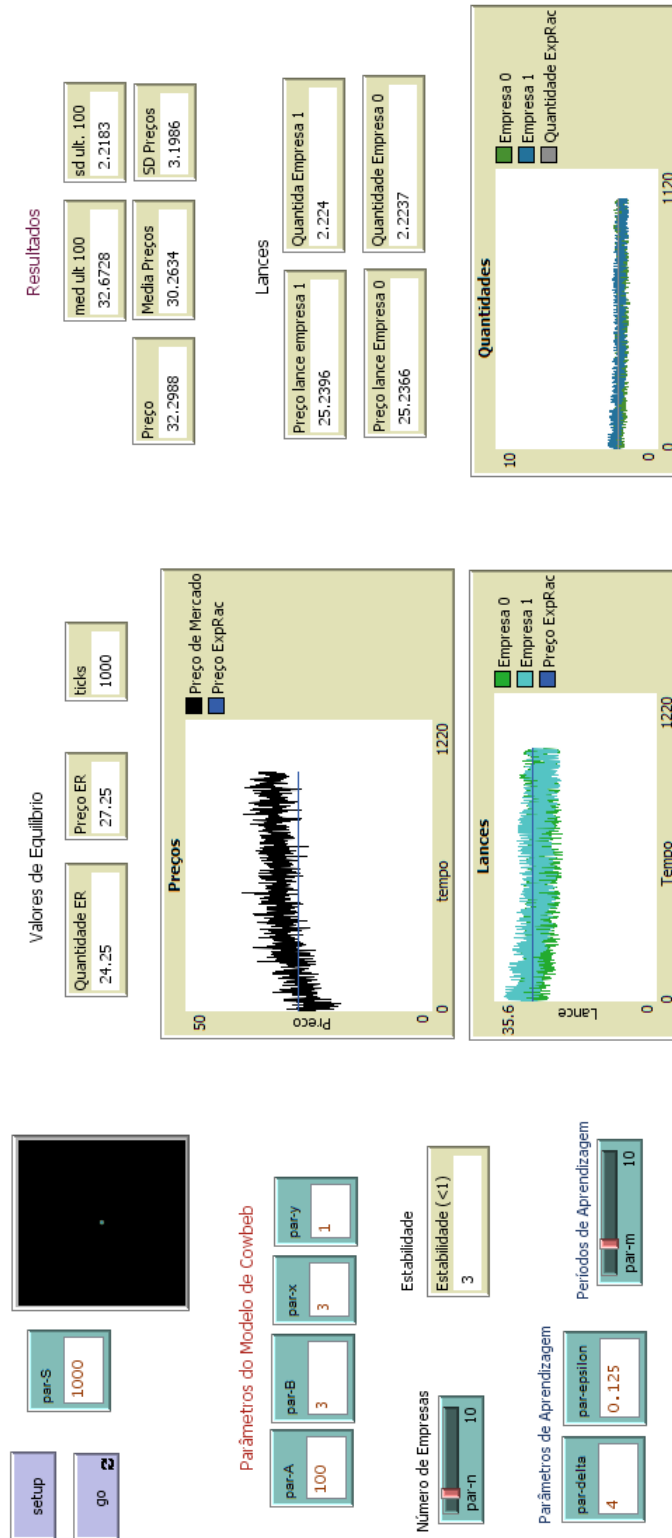 setup
go
par-S
1000
Parâmetros do Modelo de Cowbeb
par-A
100
par-B
3
par-x
3
par-y
1
Número de Empresas
par-n
10
Estabilidade
Estabilidade (<1)
3
Parâmetros de Aprendizagem
par-delta
4
par-epsilon
0.125
Períodos de Aprendizagem
par-m
10
Valores de Equilibrio
Quantidade ER
24.25
Preço ER
27.25
ticks
1000
Preços
50
Preco
0
0
tempo
1220
Preço de Mercado
Preço ExpRac
Lances
35.6
Lance
0
0
Tempo
1220
Empresa 0
Empresa 1
Preço ExpRac
Resultados
Preço
32.2988
med ult 100
32.6728
sd ult. 100
2.2183
Media Preços
30.2634
SD Preços
3.1986
Lances
Preço lance empresa 1
25.2396
Quantida Empresa 1
2.224
Preço lance Empresa 0
25.2366
Quantidade Empresa 0
2.2237
Quantidades
10
0
0
1120
Empresa 0
Empresa 1
Quantidade ExpRac